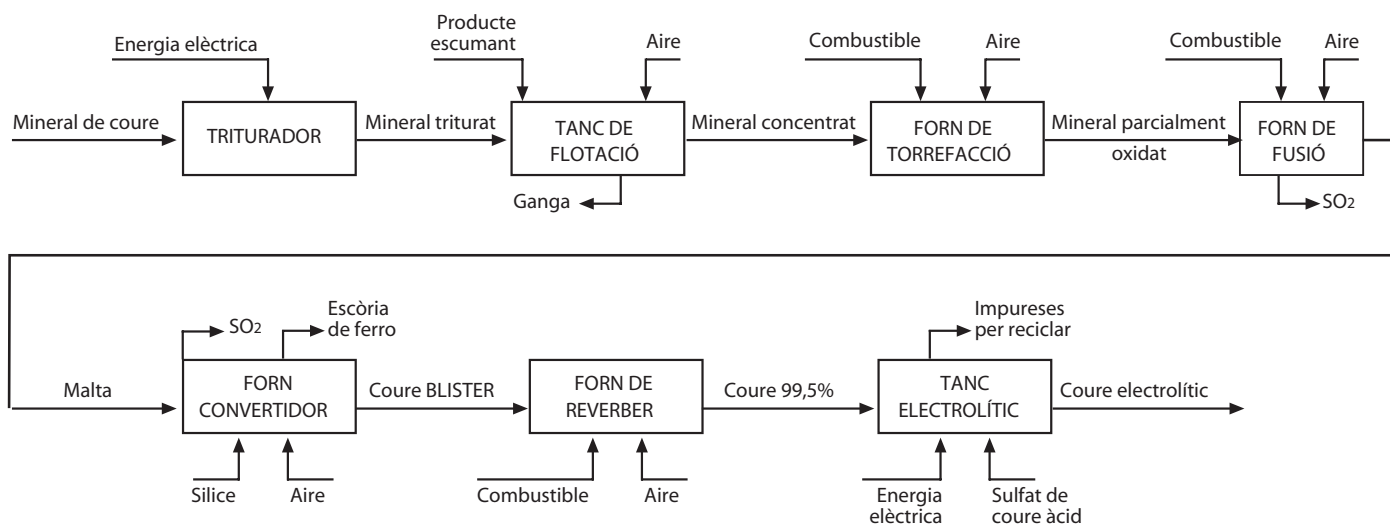 Energia elèctrica
Producte
escumant
Aire
Combustible
Aire
Combustible
Aire
Mineral de coure
TRITURADOR
Mineral triturat
TANC DE
FLOTACIÓ
Mineral concentrat
FORN DE
TORREFACCIÓ
Mineral parcialment
oxidat
FORN DE
FUSIÓ
Ganga
SO2
SO2
Escòria
de ferro
Impureses
per reciclar
Malta
FORN
CONVERTIDOR
Coure BLISTER
FORN DE
REVERBER
Coure 99,5%
TANC
ELECTROLÍTIC
Coure electrolític
Silice
Aire
Combustible
Aire
Energia
elèctrica
Sulfat de
coure àcid